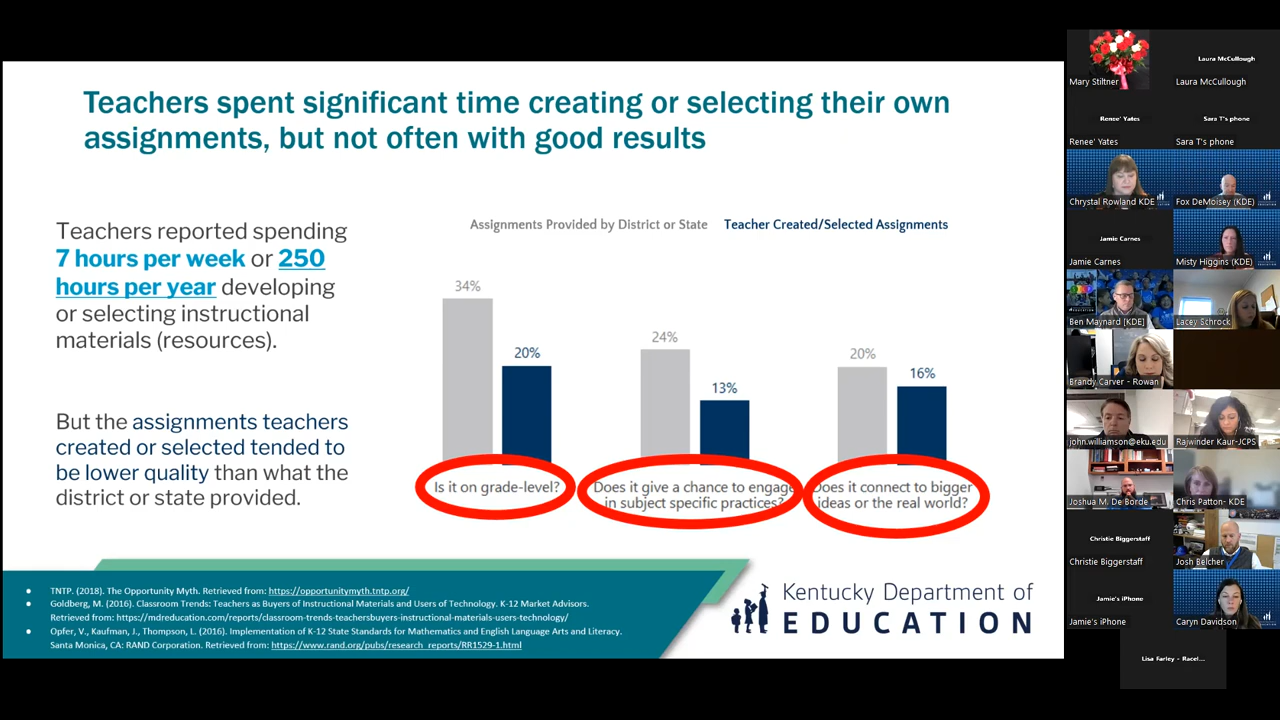 Teachers spent significant time creating or selecting their own
assignments, but not often with good results
Teachers reported spending
7 hours per week or 250
hours per year developing
or selecting instructional
materials (resources).
But the assignments teachers
created or selected tended to
be lower quality than what the
district or state provided.
Assignments Provided by District or State
Teacher Created/Selected Assignments
34%
20%
24%
13%
20%
16%
Is it on grade-level?
Does it give a chance to engage
in subject specific practices?
Does it connect to bigger
ideas or the real world?
TNTP. (2018). The Opportunity Myth. Retrieved from: https://opportunitymyth.tntp.org/
Goldberg, M. (2016). Classroom Trends: Teachers as Buyers of Instructional Materials and Users of Technology. K-12 Market Advisors.
Retrieved from: https://mdreducation.com/reports/classroom-trends-teachersbuyers-instructional-materials-users-technology/
Opfer, V., Kaufman, J., Thompson, L. (2016). Implementation of K-12 State Standards for Mathematics and English Language Arts and Literacy.
Santa Monica, CA: RAND Corporation. Retrieved from: https://www.rand.org/pubs/research_reports/RR1529-1.html
Kentucky Department of
EDUCATION
Mary Stiltner
Laura McCullough
Laura McCullough
Renee' Yates
Renee' Yates
Sara T's phone
Sara T's phone
Chrystal Rowland KDE
Fox DeMoisey (KDE)
Jamie Carnes
Jamie Carnes
Misty Higgins (KDE)
Ben Maynard [KDE]
Lacey Schrock
Brandy Carver - Rowan
john.williamson@eku.edu
Rajwinder Kaur-JCPS
Joshua M. De Borde
Chris Patton- KDE
Christie Biggerstaff
Christie Biggerstaff
Josh Belcher
Jamie's iPhone
Jamie's iPhone
Caryn Davidson
Lisa Farley - Racel...